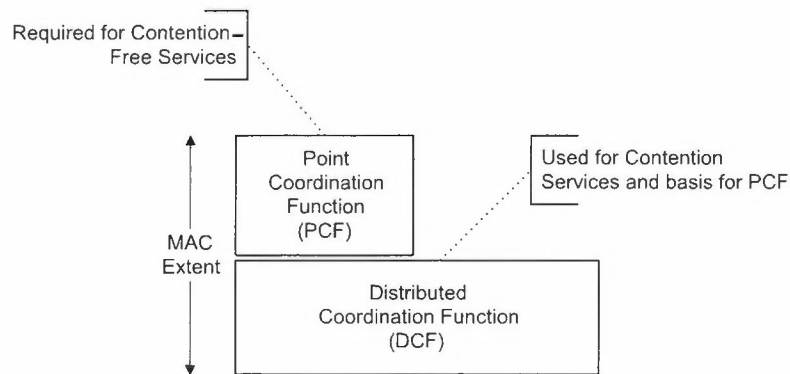 Required for Contention–
Free Services
Point
Coordination
Function
(PCF)
Used for Contention
Services and basis for PCF
MAC
Extent
Distributed
Coordination Function
(DCF)